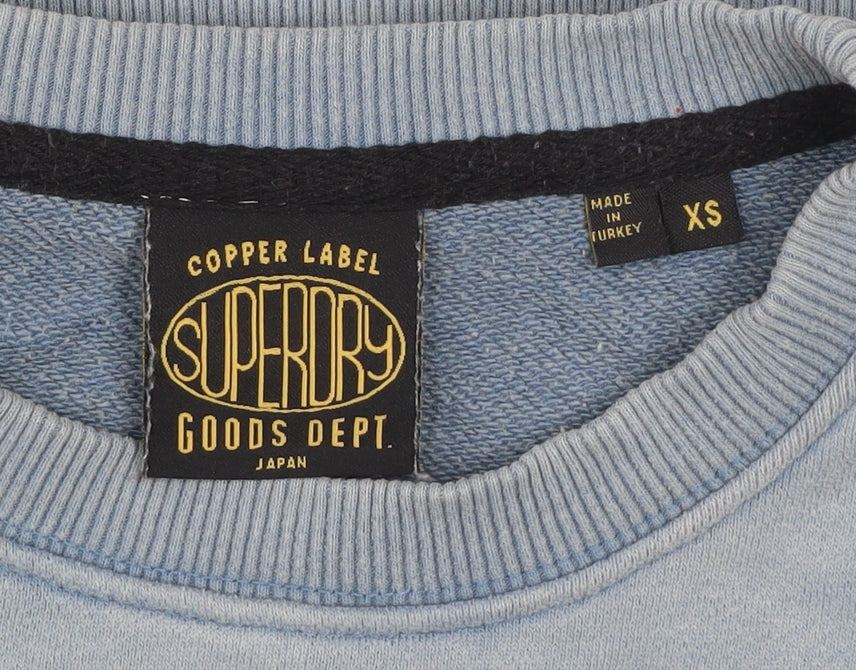 COPPER LABEL
SUPERDRY
GOODS DEPT.
JAPAN
MADE
IN
TURKEY
XS